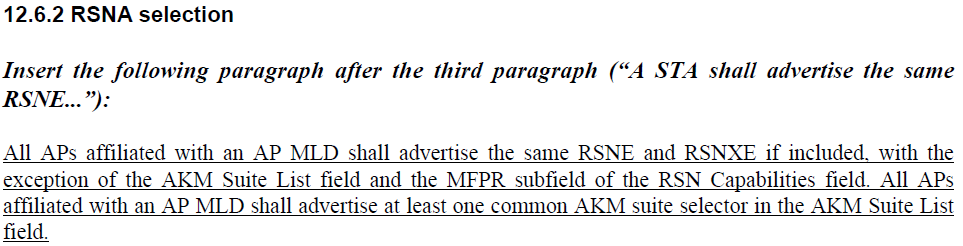 12.6.2 RSNA selection
Insert the following paragraph after the third paragraph (“A STA shall advertise the same
RSNE...”):
All APs affiliated with an AP MLD shall advertise the same RSNE and RSNXE if included, with the
exception of the AKM Suite List field and the MFPR subfield of the RSN Capabilities field. All APs
affiliated with an AP MLD shall advertise at least one common AKM suite selector in the AKM Suite List
field.